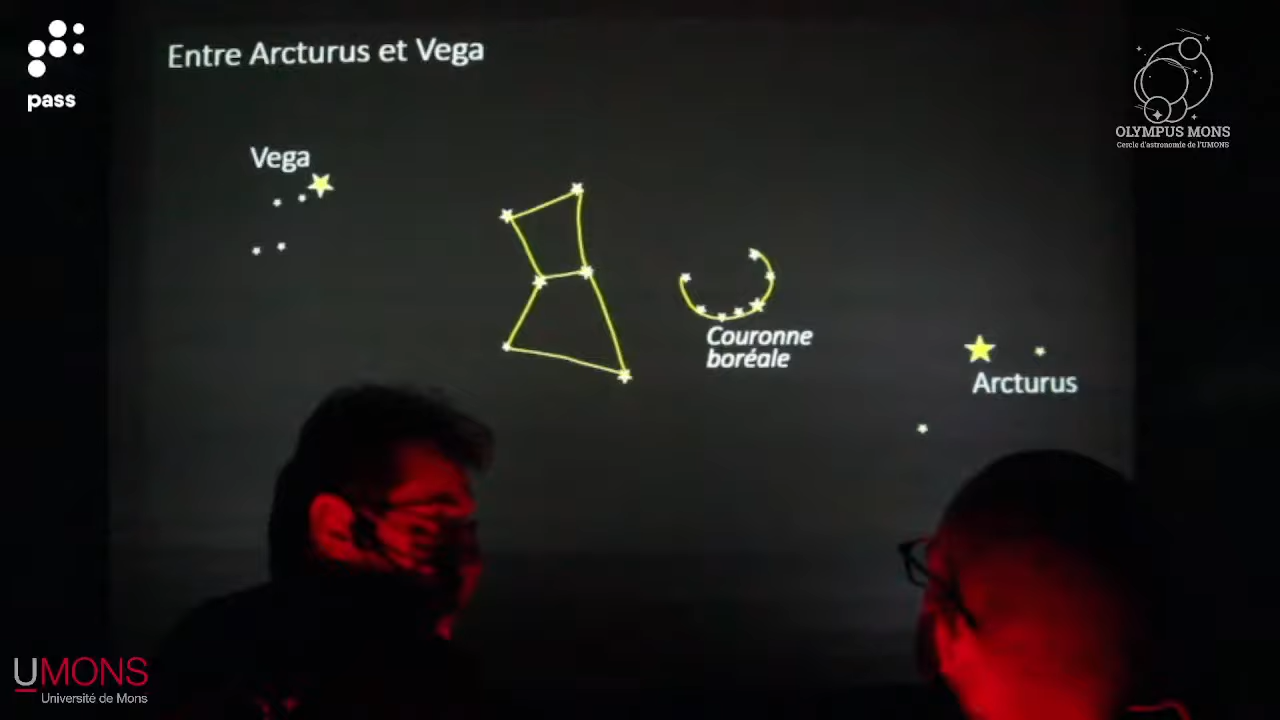 pass
Entre Arcturus et Vega
OLYMPUS MONS
Cercle d'astronomie de l'UMONS
Vega
Couronne
boréale
Arcturus
UMONS
Université de Mons